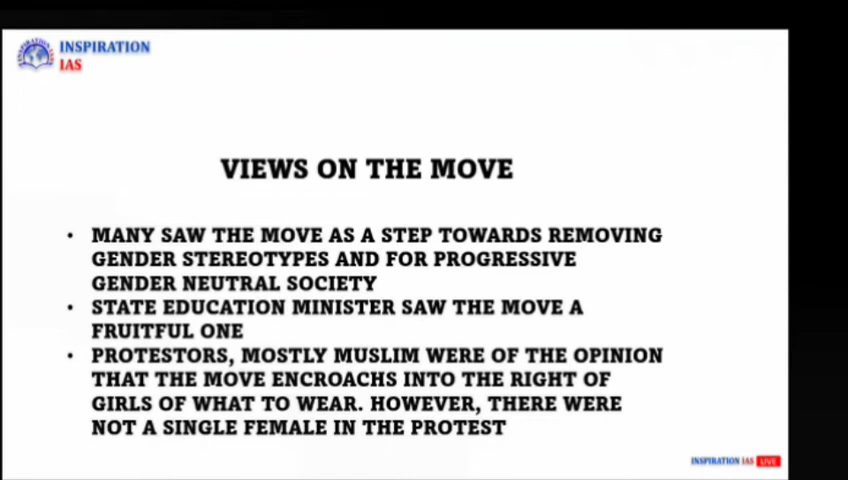 INSPIRATION
IAS
VIEWS ON THE MOVE
• MANY SAW THE MOVE AS A STEP TOWARDS REMOVING
GENDER STEREOTYPES AND FOR PROGRESSIVE
GENDER NEUTRAL SOCIETY
• STATE EDUCATION MINISTER SAW THE MOVE A
FRUITFUL ONE
• PROTESTORS, MOSTLY MUSLIM WERE OF THE OPINION
THAT THE MOVE ENCROACHS INTO THE RIGHT OF
GIRLS OF WHAT TO WEAR. HOWEVER, THERE WERE
NOT A SINGLE FEMALE IN THE PROTEST
INSPIRATION IAS LIVE